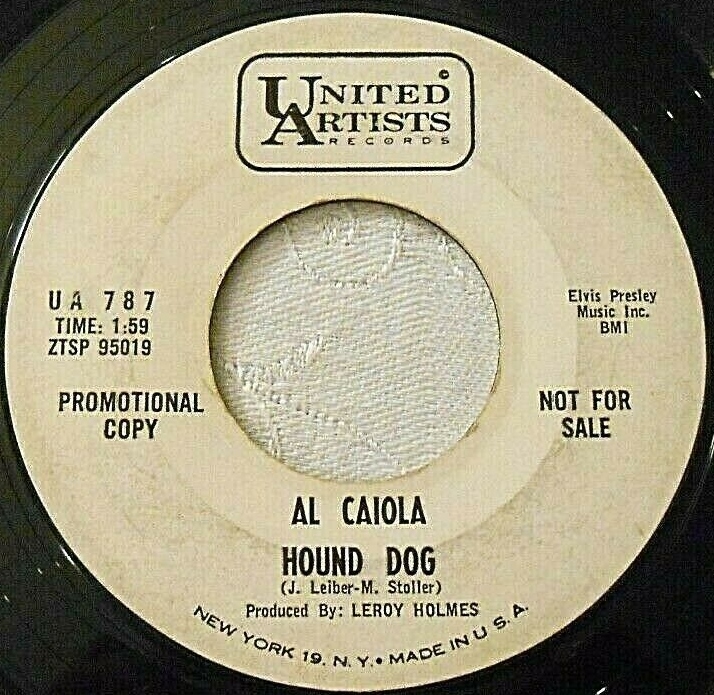 ©
UNITED
ARTISTS
RECORDS
UA 787
TIME: 1:59
ZTSP 95019
Elvis Presley
Music Inc.
BMI
PROMOTIONAL
COPY
NOT FOR
SALE
AL CAIOLA
HOUND DOG
(J. Leiber-M. Stoller)
Produced By: LEROY HOLMES
NEW YORK 19, N.Y. • MADE IN U.S.A.